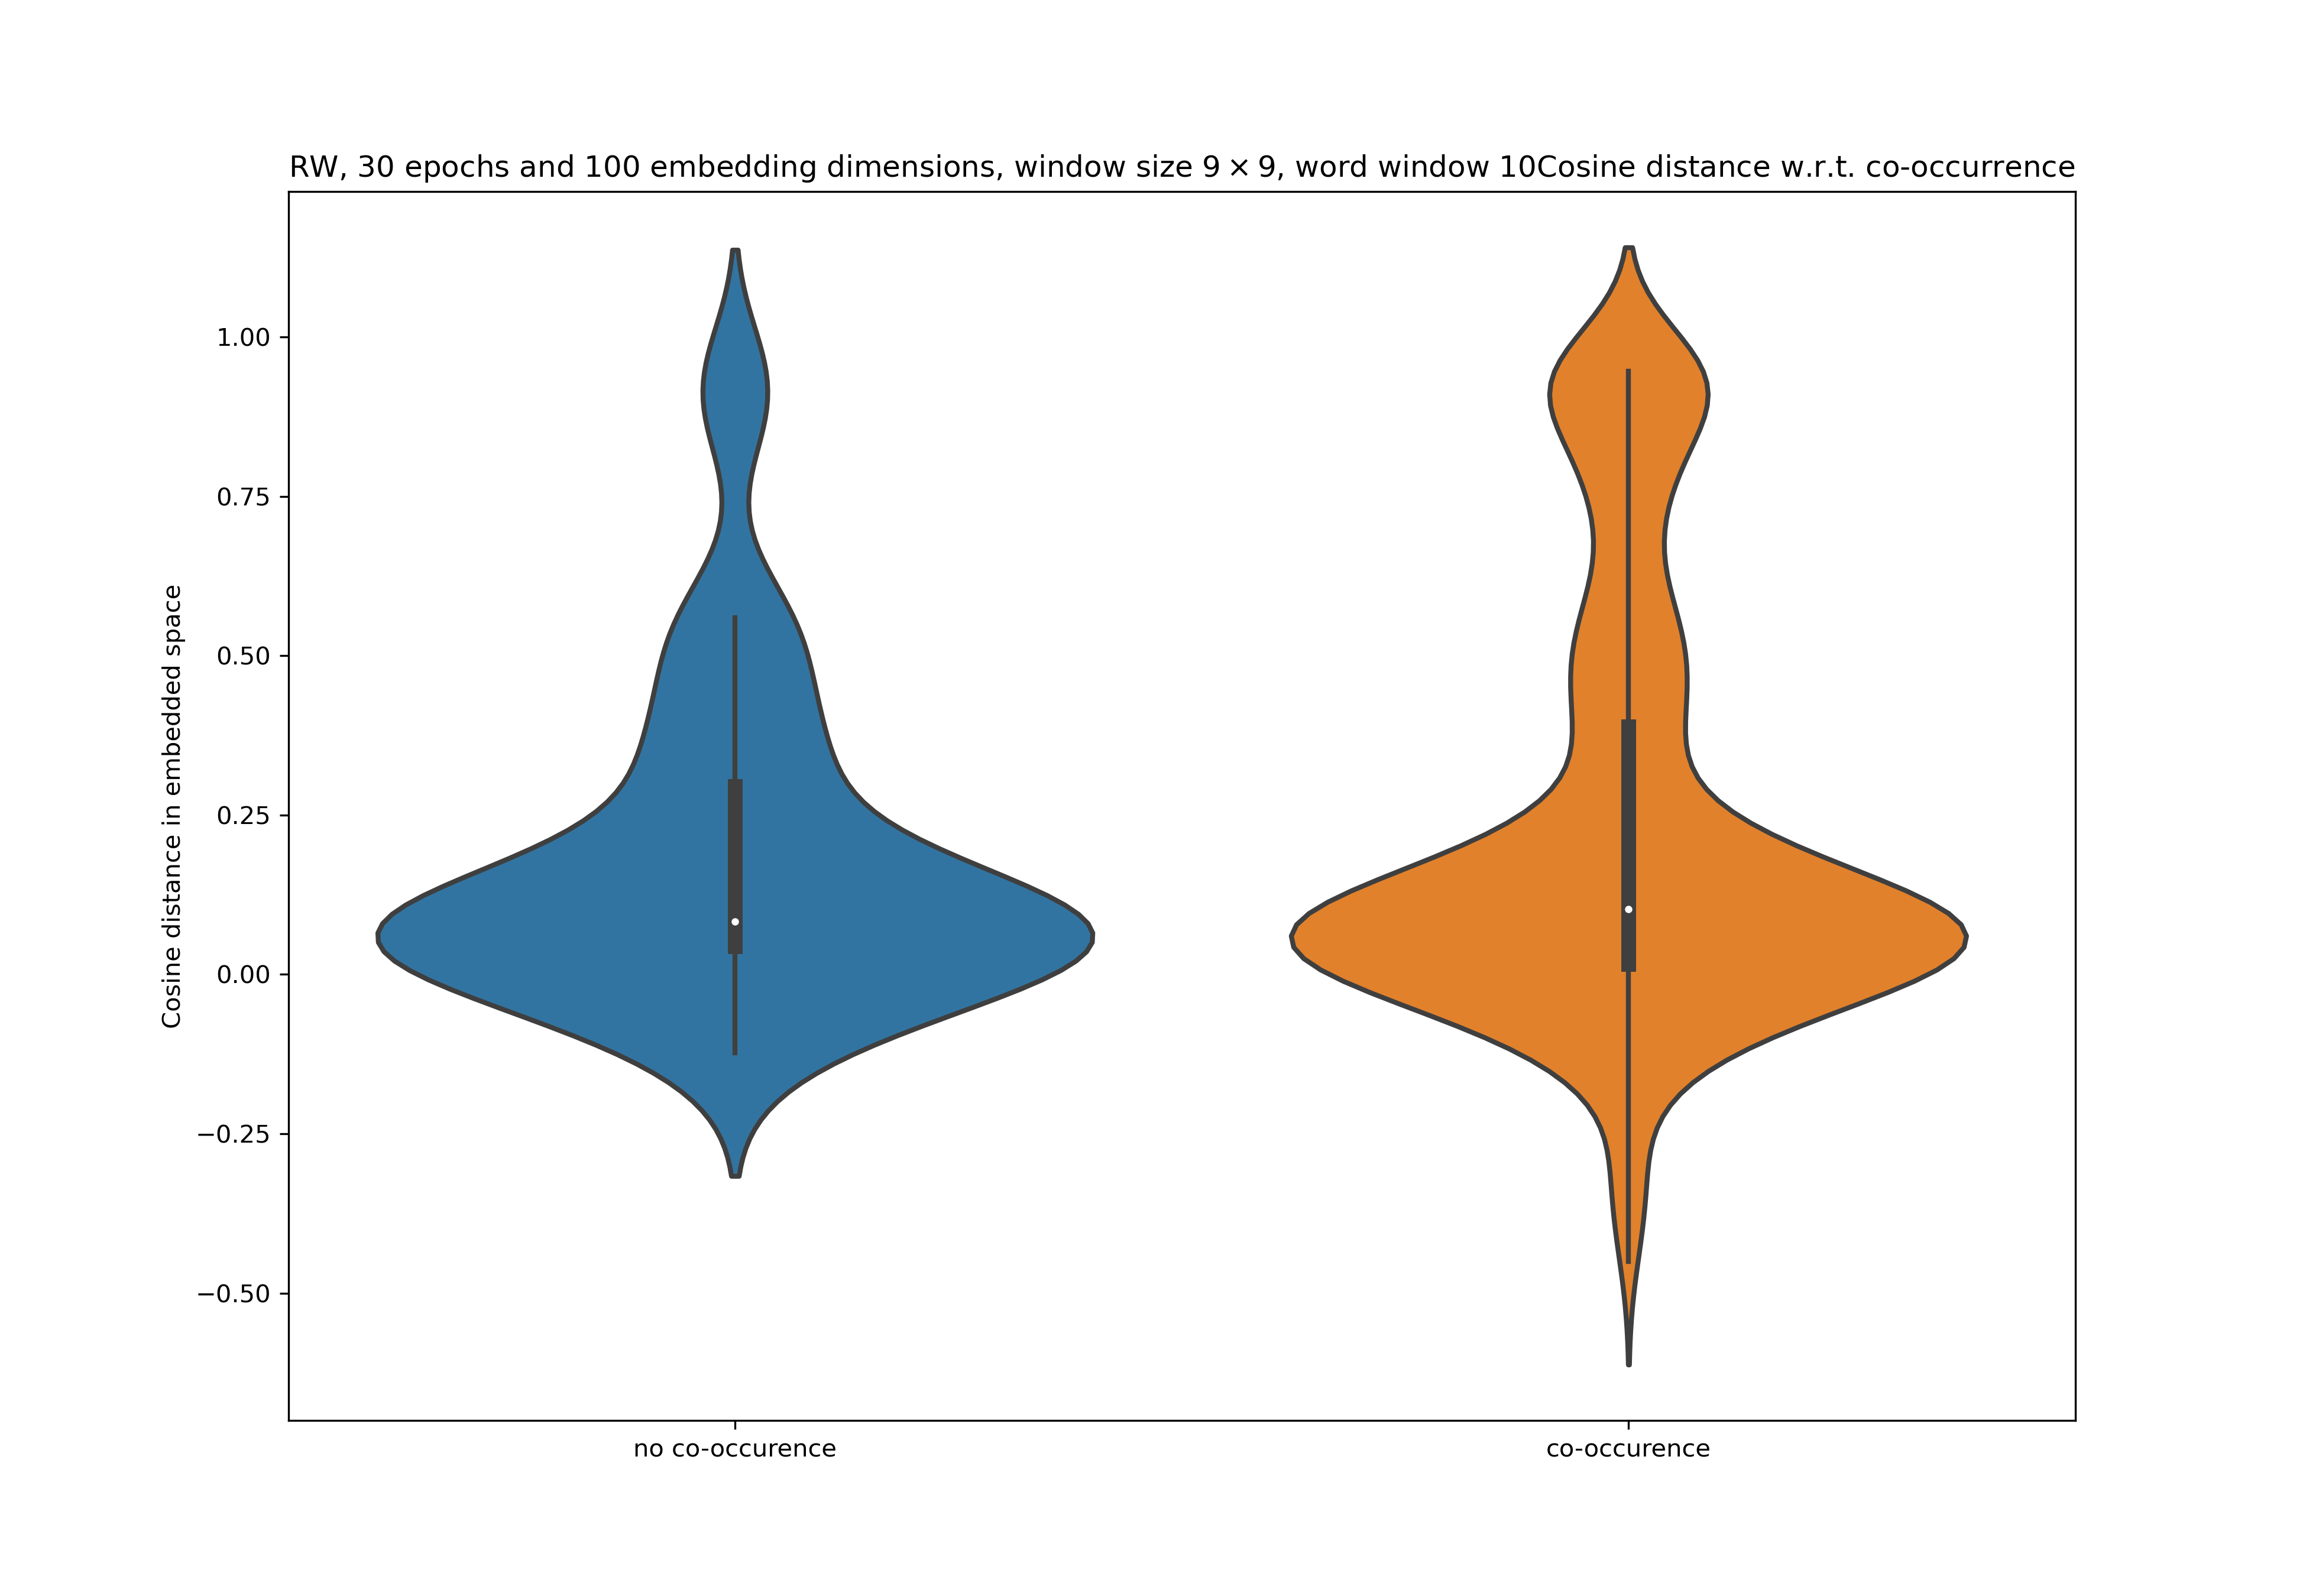 RW, 30 epochs and 100 embedding dimensions, window size 9 × 9, word window 10Cosine distance w.r.t. co-occurrence
Cosine distance in embedded space
1.00
0.75
0.50
0.25
0.00
−0.25
−0.50
no co-occurence
co-occurence